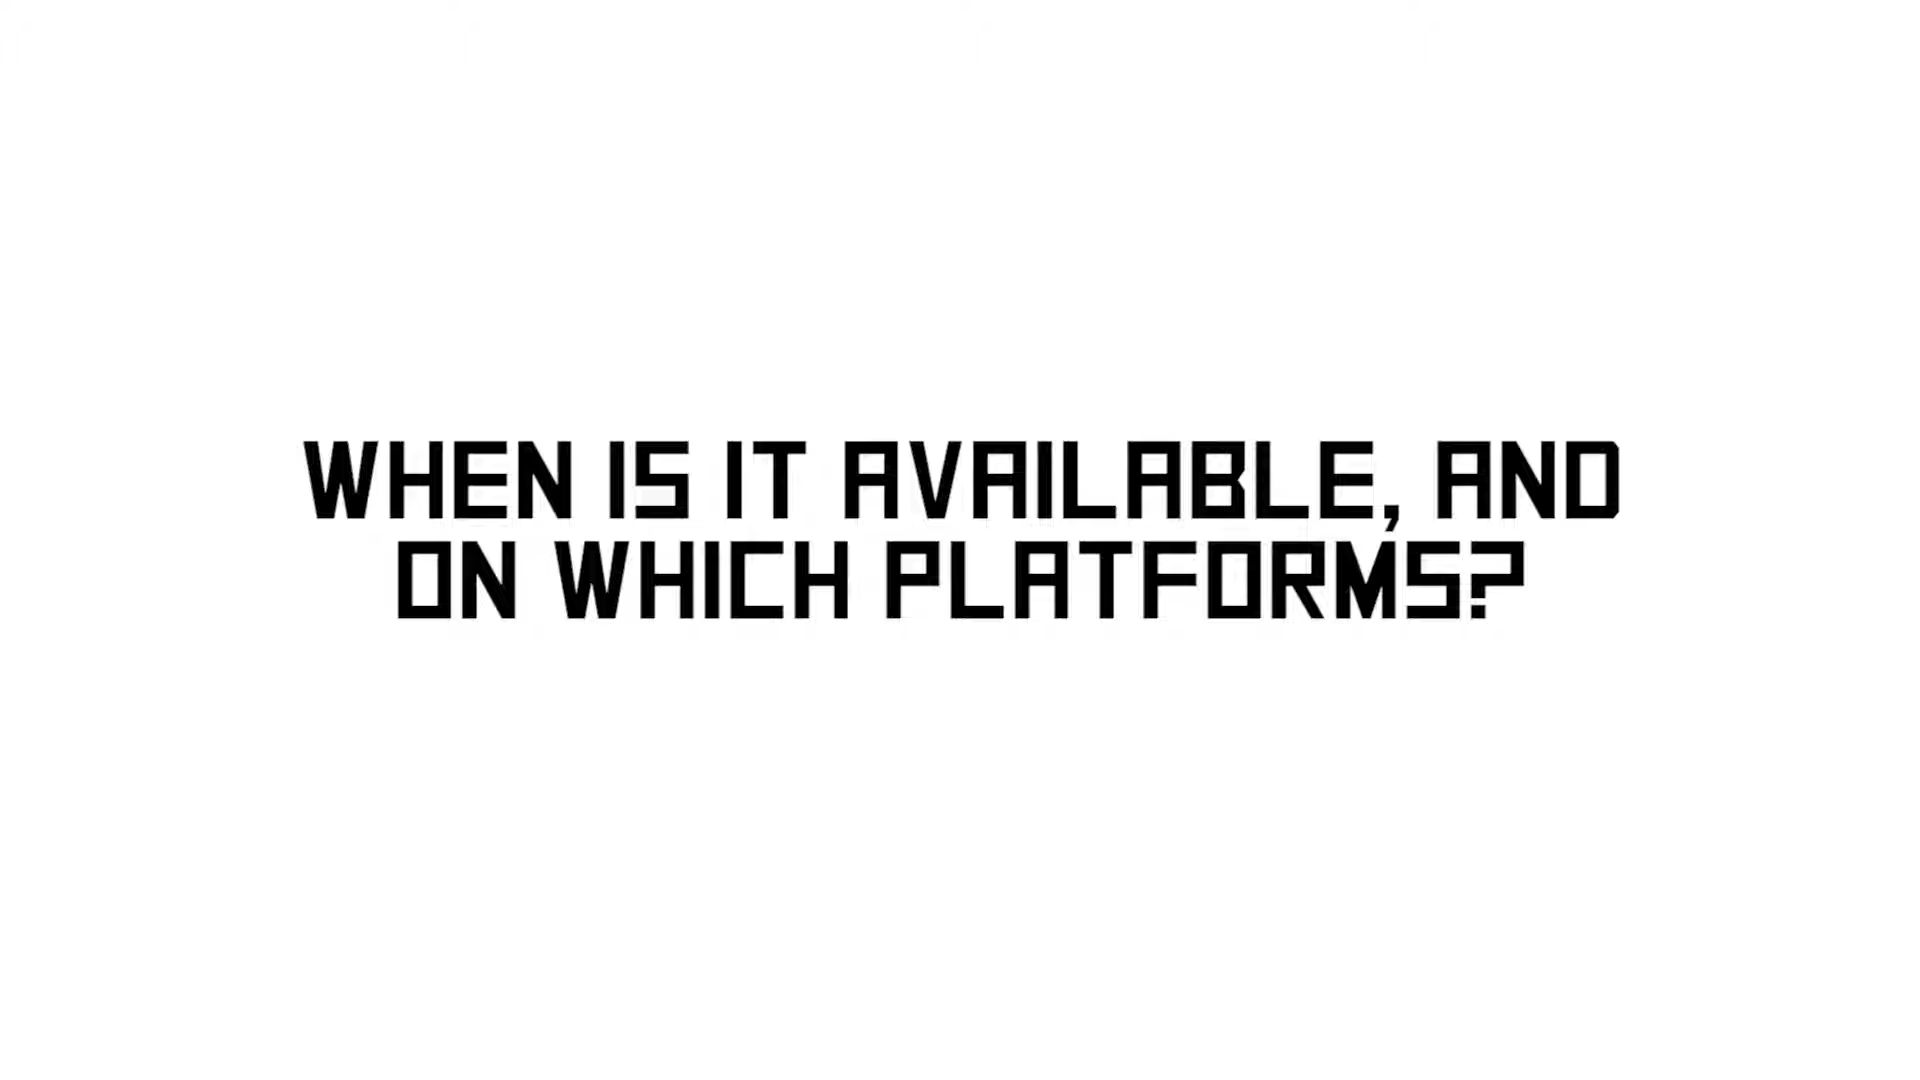 WHEN IS IT AVAILABLE, AND
ON WHICH PLATFORMS?